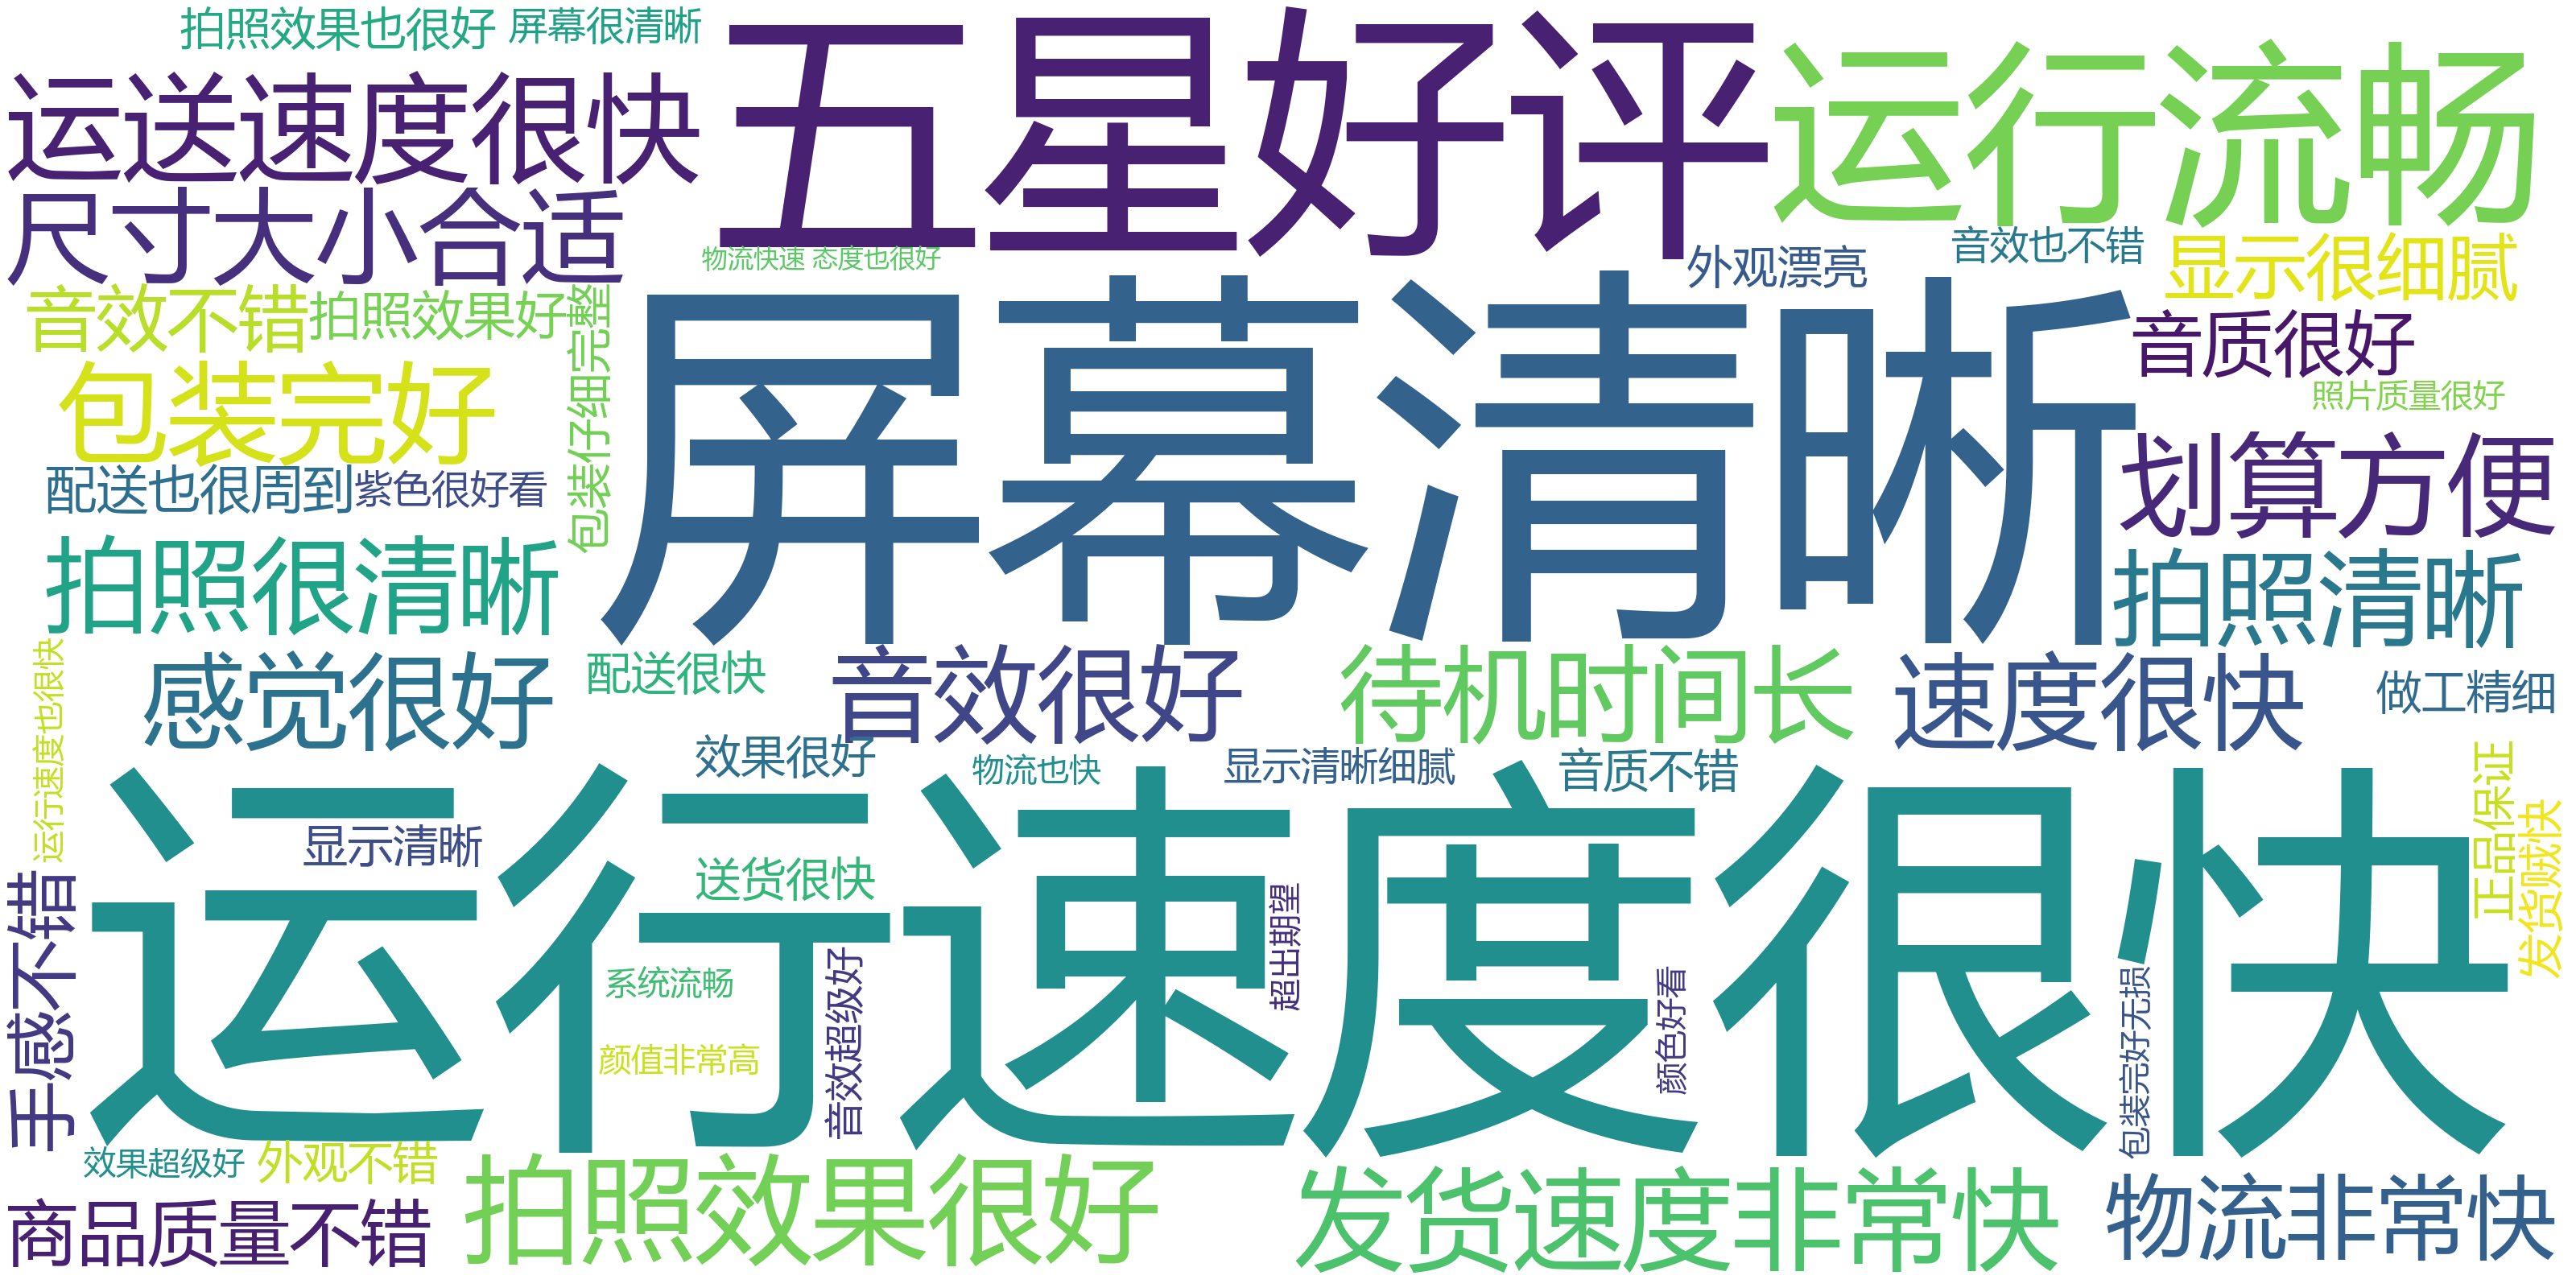 拍照效果也很好
屏幕很清晰
五星好评
运行流畅
运送速度很快
尺寸大小合适
物流快速 态度也很好
外观漂亮
音效也不错
显示很细腻
音效不错
拍照效果好
包装仔细完整
屏幕清晰
音质很好
包装完好
照片质量很好
配送也很周到
紫色很好看
划算方便
拍照很清晰
拍照清晰
运行速度也很快
感觉很好
配送很快
音效很好
待机时间长
速度很快
做工精细
效果很好
物流也快
显示清晰细腻
音质不错
正品保证
发货贼快
运行速度很快
显示清晰
送货很快
手感不错
系统流畅
音效超级好
超出期望
颜色好看
包装完好无损
颜值非常高
效果超级好
外观不错
商品质量不错
拍照效果很好
发货速度非常快
物流非常快